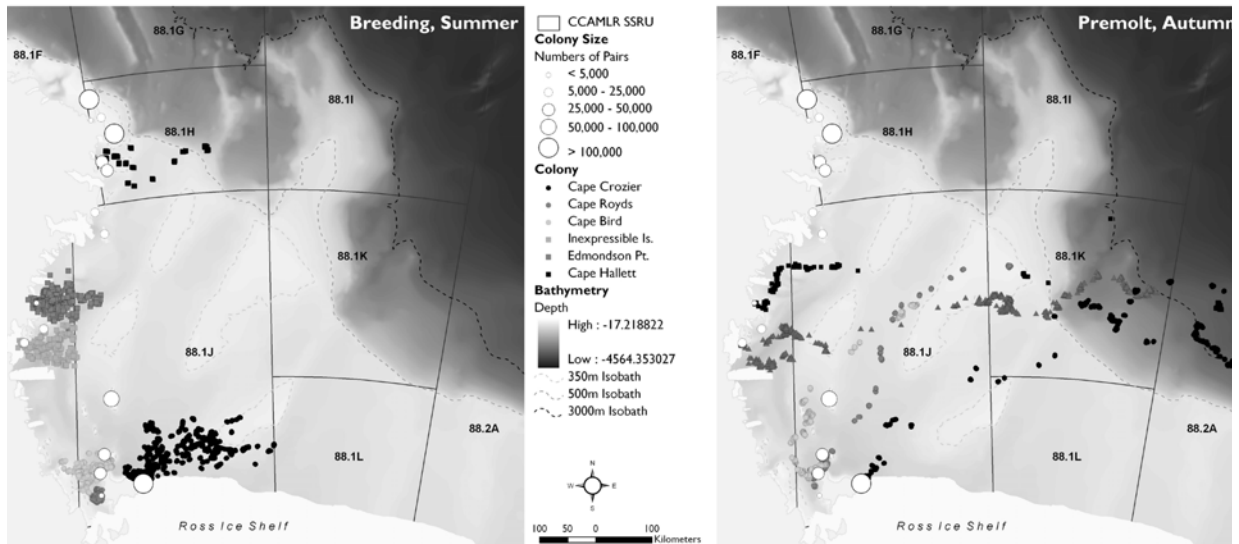 Breeding, Summer
88.1G
88.1F
88.1I
88.1H
88.1K
88.1J
88.2A
88.1L
Ross Ice Shelf
CCAMLR SSRU
Colony Size
Numbers of Pairs
< 5,000
5,000 - 25,000
25,000 - 50,000
50,000 - 100,000
> 100,000
Colony
Cape Crozier
Cape Royds
Cape Bird
Inexpressible Is.
Edmondson Pt.
Cape Hallett
Bathymetry
Depth
High : -17.218822
Low : -4564.353027
350m Isobath
500m Isobath
3000m Isobath
N
W E
S
100 50 0 100
Kilometers
Premolt, Autumn
88.1G
88.1F
88.1I
88.1H
88.1K
88.1J
88.2A
88.1L
Ross Ice Shelf